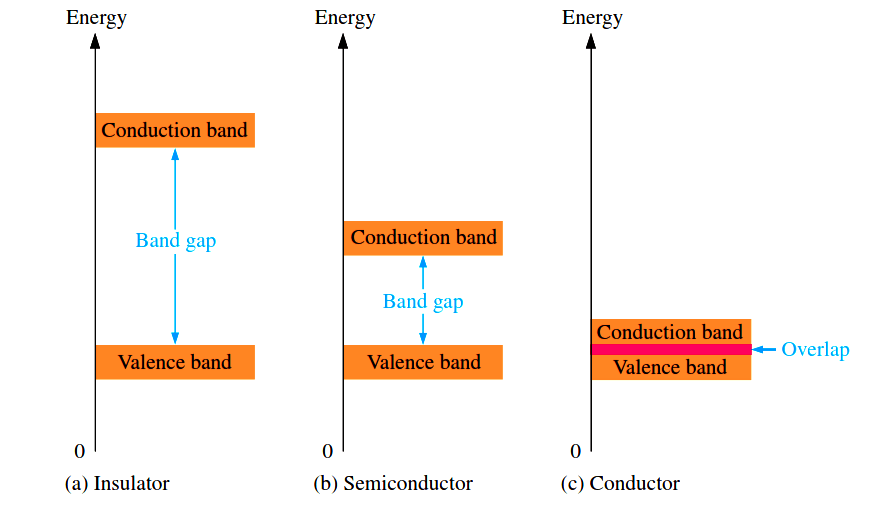 Energy
Conduction band
Band gap
Valence band
0
(a) Insulator
Energy
Conduction band
Band gap
Valence band
0
(b) Semiconductor
Energy
Conduction band
Overlap
Valence band
0
(c) Conductor